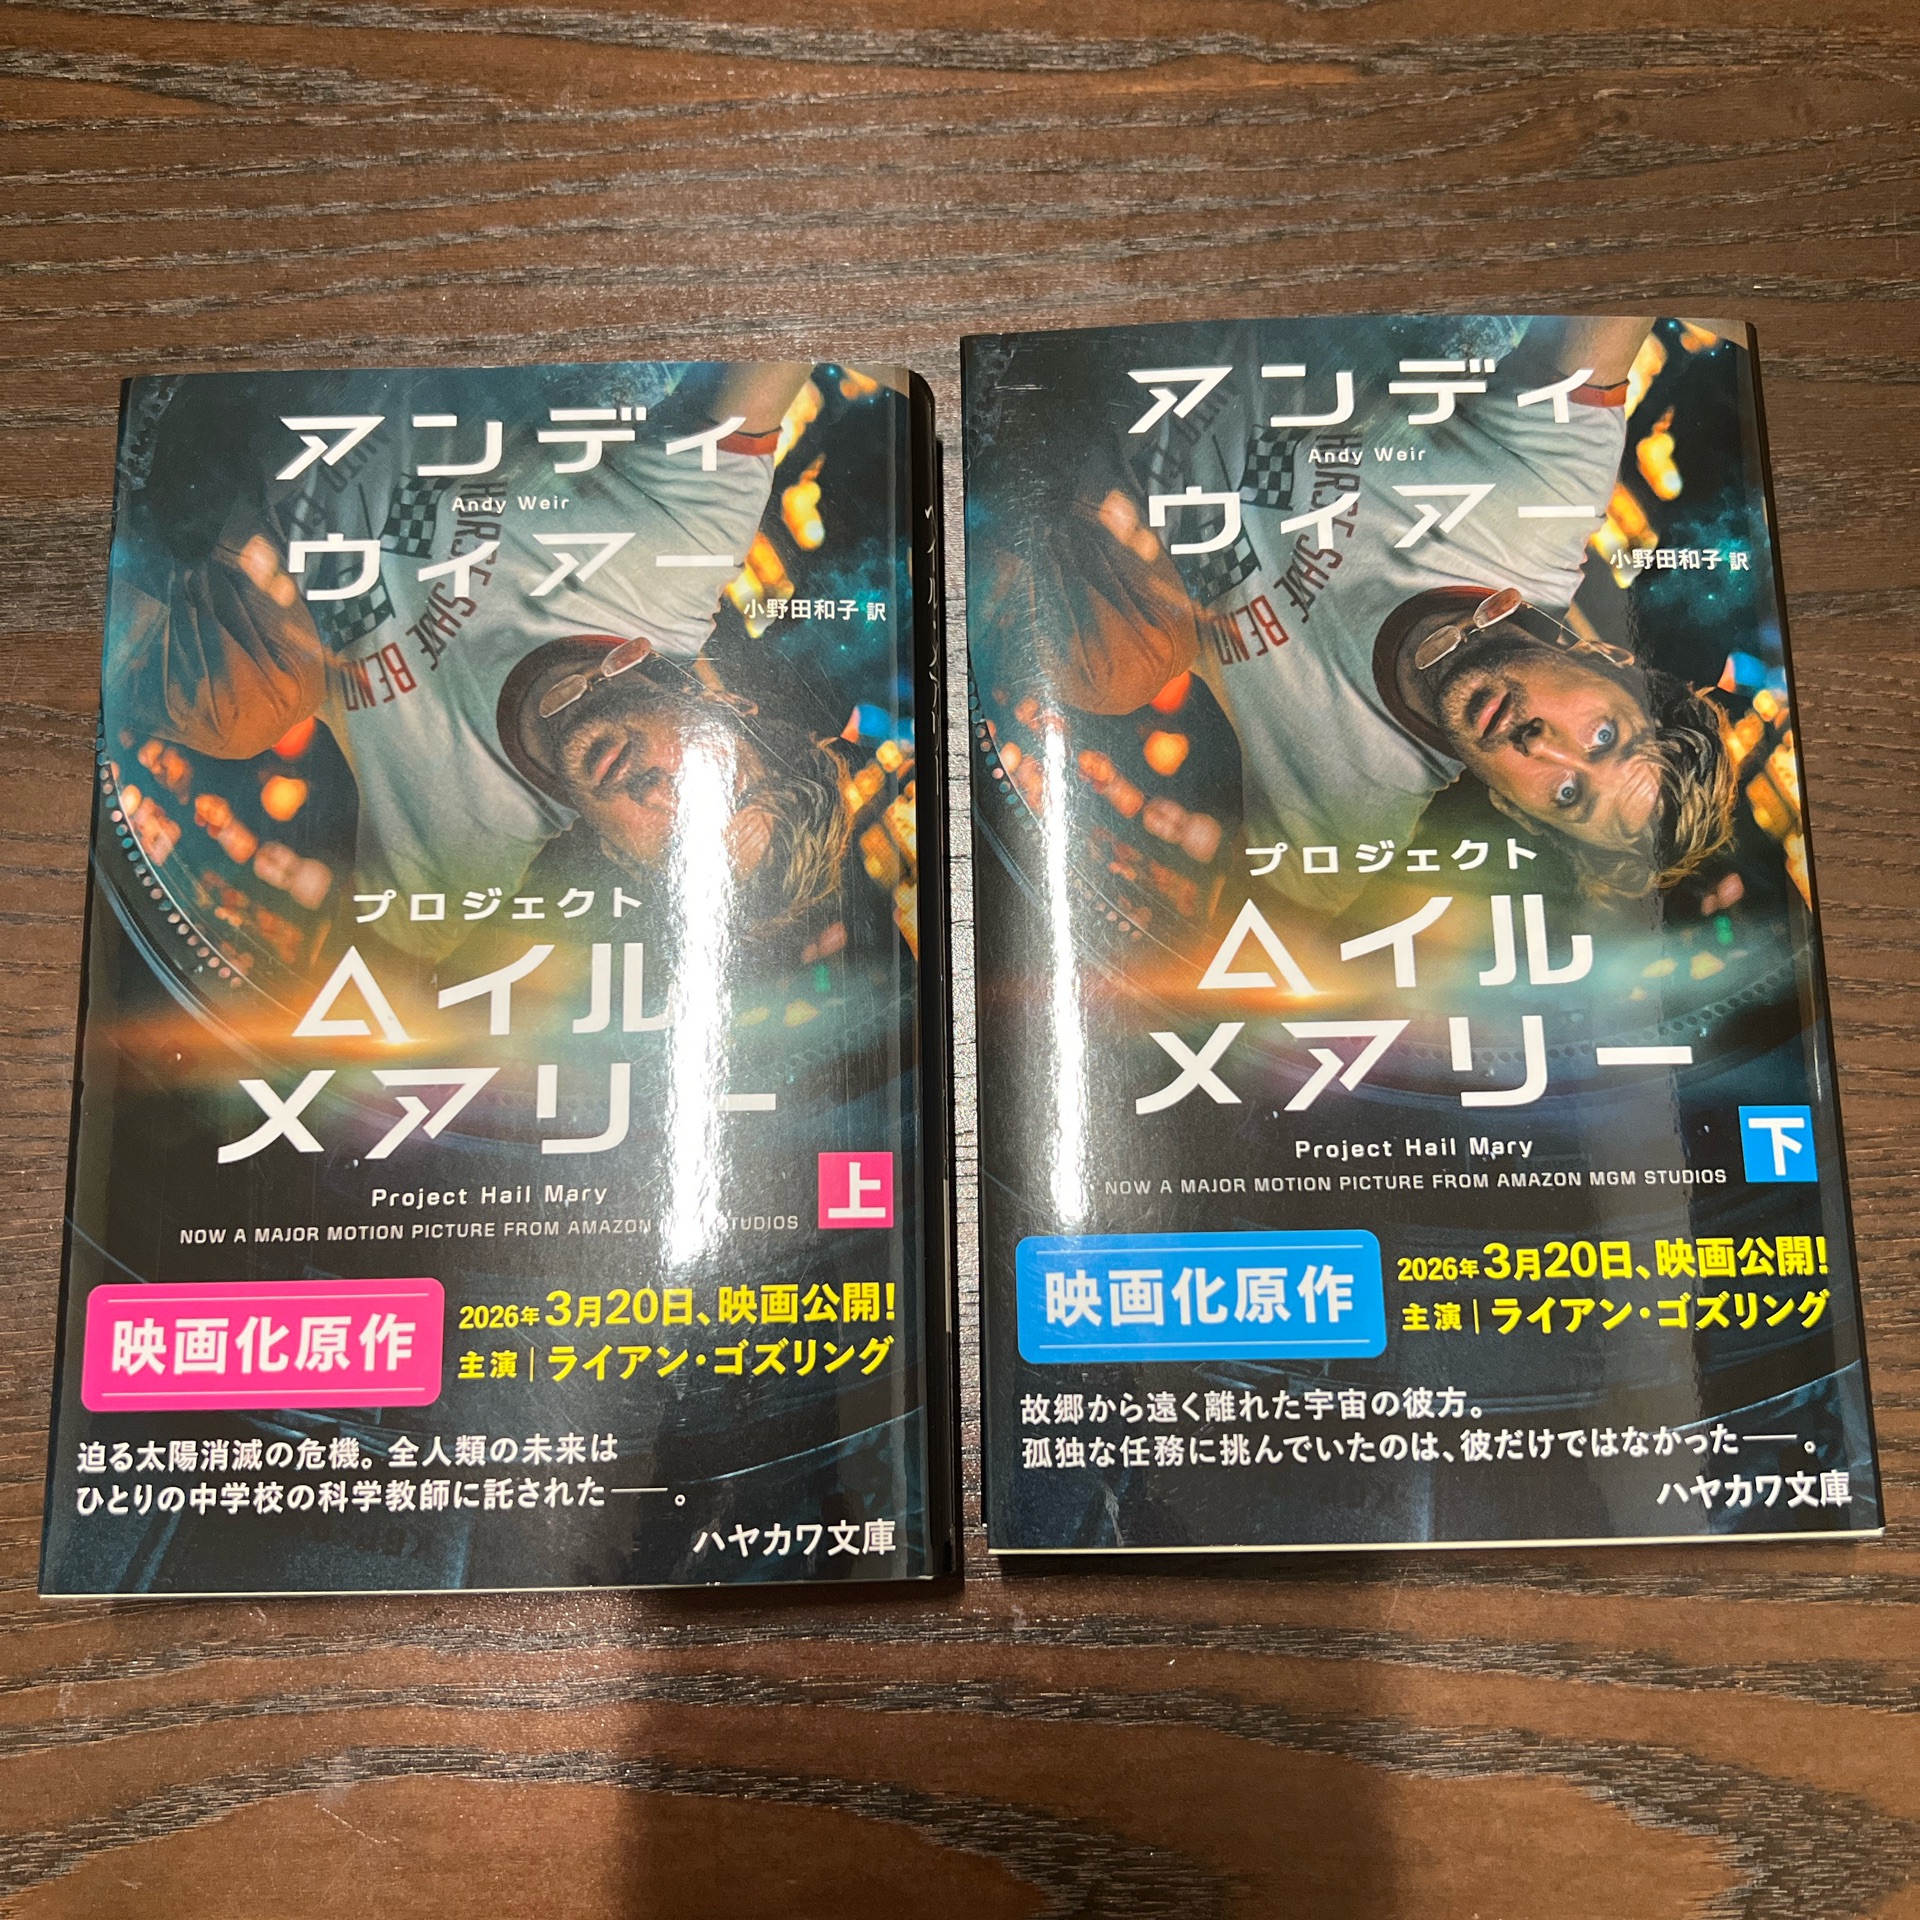 アンディ
Andy Weir
ウィアー
小野田和子 訳
プロジェクト
ヘイル
メアリー
Project Hail Mary
NOW A MAJOR MOTION PICTURE FROM AMAZON STUDIOS
上
映画化原作
2026年3月20日、映画公開!
主演|ライアン・ゴズリング
迫る太陽消滅の危機。全人類の未来は
ひとりの中学校の科学教師に託された――。
ハヤカワ文庫
アンディ
Andy Weir
ウィアー
小野田和子 訳
HORSE SHOE BEND
プロジェクト
ヘイル
メアリー
Project Hail Mary
NOW A MAJOR MOTION PICTURE FROM AMAZON MGM STUDIOS
下
映画化原作
2026年3月20日、映画公開!
主演|ライアン・ゴズリング
故郷から遠く離れた宇宙の彼方。
孤独な任務に挑んでいたのは、彼だけではなかった――。
ハヤカワ文庫